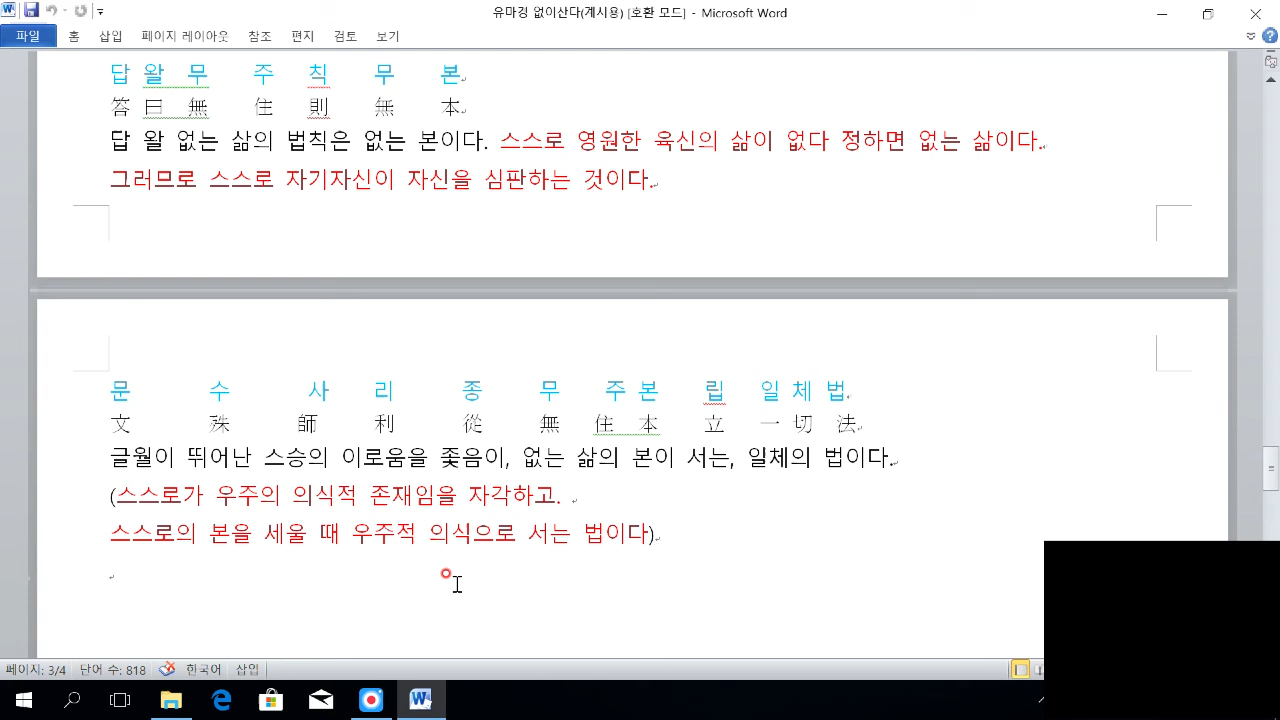 유마경 없이산다(계시용) [호환 모드] - Microsoft Word
파일 홈 삽입 페이지 레이아웃 참조 편지 검토 보기
답 왈 무 주 칙 무 본
答 曰 無 住 則 無 本
답 왈 없는 삶의 법칙은 없는 본이다. 스스로 영원한 육신의 삶이 없다 정하면 없는 삶이다.
그러므로 스스로 자기자신이 자신을 심판하는 것이다.
문 수 사 리 종 무 주 본 립 일 체 법
文 殊 師 利 從 無 住 本 立 一 切 法
글월이 뛰어난 스승의 이로움을 좇음이, 없는 삶의 본이 서는, 일체의 법이다.
(스스로가 우주의 의식적 존재임을 자각하고.
스스로의 본을 세울 때 우주적 의식으로 서는 법이다)
페이지: 3/4 단어 수: 818 한국어 삽입